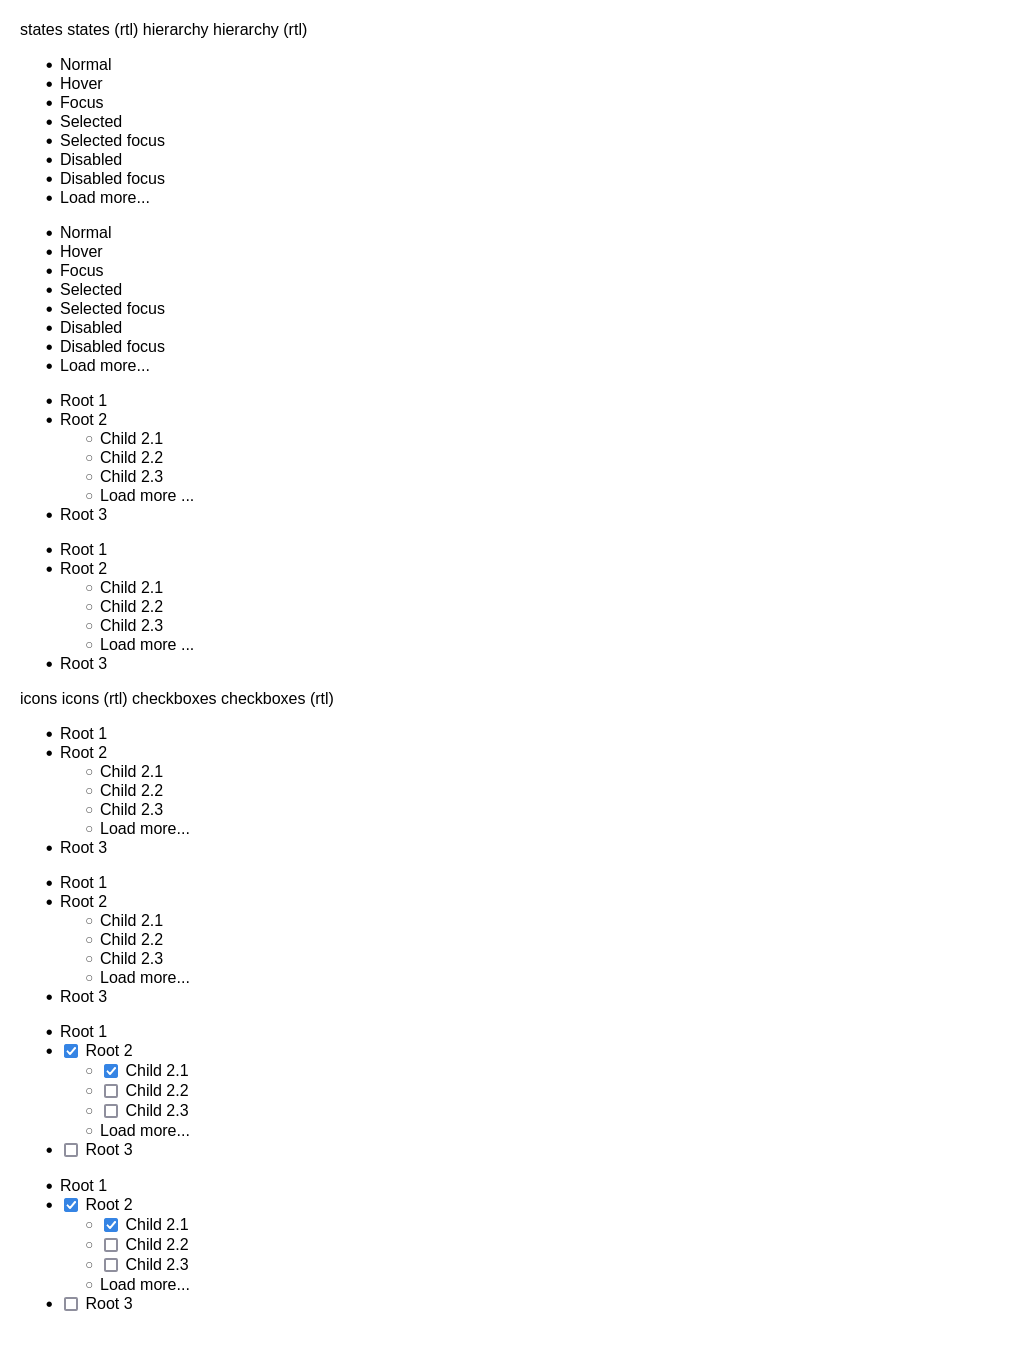 states states (rtl) hierarchy hierarchy (rtl)
Normal
Hover
Focus
Selected
Selected focus
Disabled
Disabled focus
Load more...
Normal
Hover
Focus
Selected
Selected focus
Disabled
Disabled focus
Load more...
Root 1
Root 2
Child 2.1
Child 2.2
Child 2.3
Load more ...
Root 3
Root 1
Root 2
Child 2.1
Child 2.2
Child 2.3
Load more ...
Root 3
icons icons (rtl) checkboxes checkboxes (rtl)
Root 1
Root 2
Child 2.1
Child 2.2
Child 2.3
Load more...
Root 3
Root 1
Root 2
Child 2.1
Child 2.2
Child 2.3
Load more...
Root 3
Root 1
Root 2
Child 2.1
Child 2.2
Child 2.3
Load more...
Root 3
Root 1
Root 2
Child 2.1
Child 2.2
Child 2.3
Load more...
Root 3